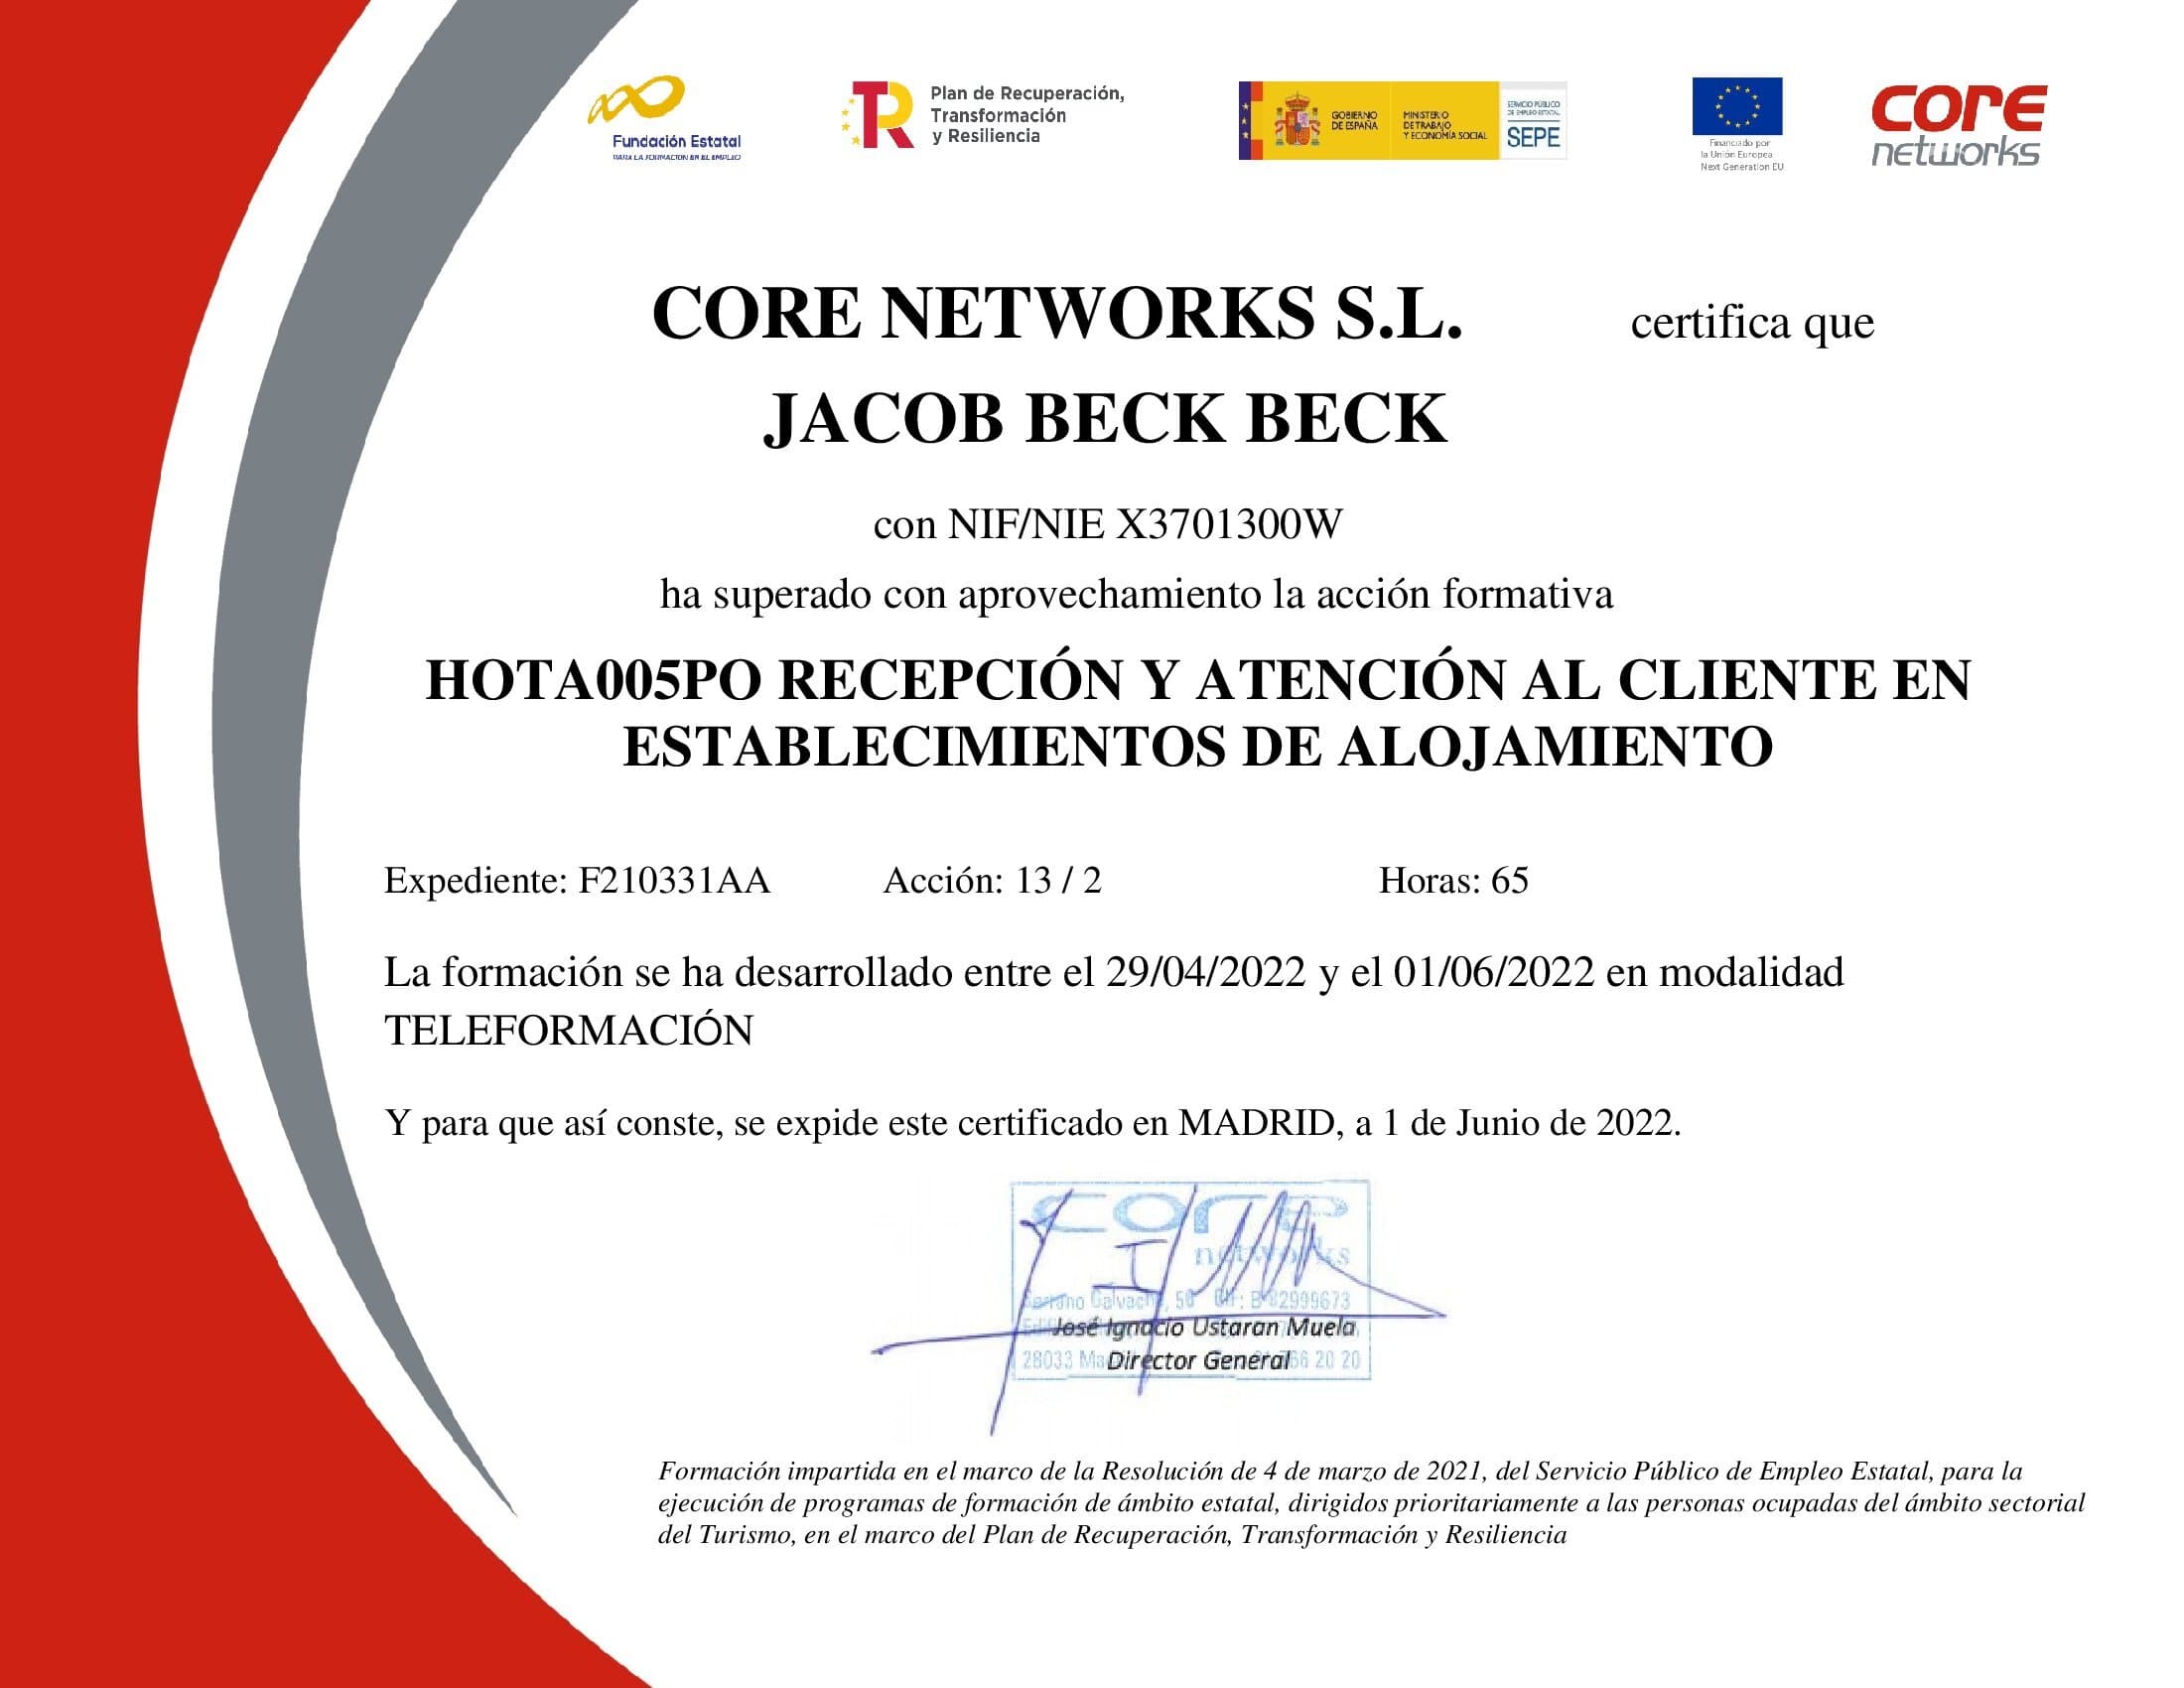 Fundación Estatal
PARA LA FORMACIÓN EN EL EMPLEO
Plan de Recuperación,
Transformación
y Resiliencia
GOBIERNO
DE ESPAÑA
MINISTERIO
DE TRABAJO
Y ECONOMÍA SOCIAL
SERVICIO PÚBLICO
DE EMPLEO ESTATAL
SEPE
Financiado por
la Unión Europea
Next Generation EU
core
networks
CORE NETWORKS S.L. certifica que
JACOB BECK BECK
con NIF/NIE X3701300W
ha superado con aprovechamiento la acción formativa
HOTA005PO RECEPCIÓN Y ATENCIÓN AL CLIENTE EN
ESTABLECIMIENTOS DE ALOJAMIENTO
Expediente: F210331AA Acción: 13 / 2 Horas: 65
La formación se ha desarrollado entre el 29/04/2022 y el 01/06/2022 en modalidad
TELEFORMACIÓN
Y para que así conste, se expide este certificado en MADRID, a 1 de Junio de 2022.
core
networks
Serrano Galvache, 56 CIF: B-82999673
José Ignacio Ustaran Muela
28033
Director General
66 20 20
Formación impartida en el marco de la Resolución de 4 de marzo de 2021, del Servicio Público de Empleo Estatal, para la
ejecución de programas de formación de ámbito estatal, dirigidos prioritariamente a las personas ocupadas del ámbito sectorial
del Turismo, en el marco del Plan de Recuperación, Transformación y Resiliencia